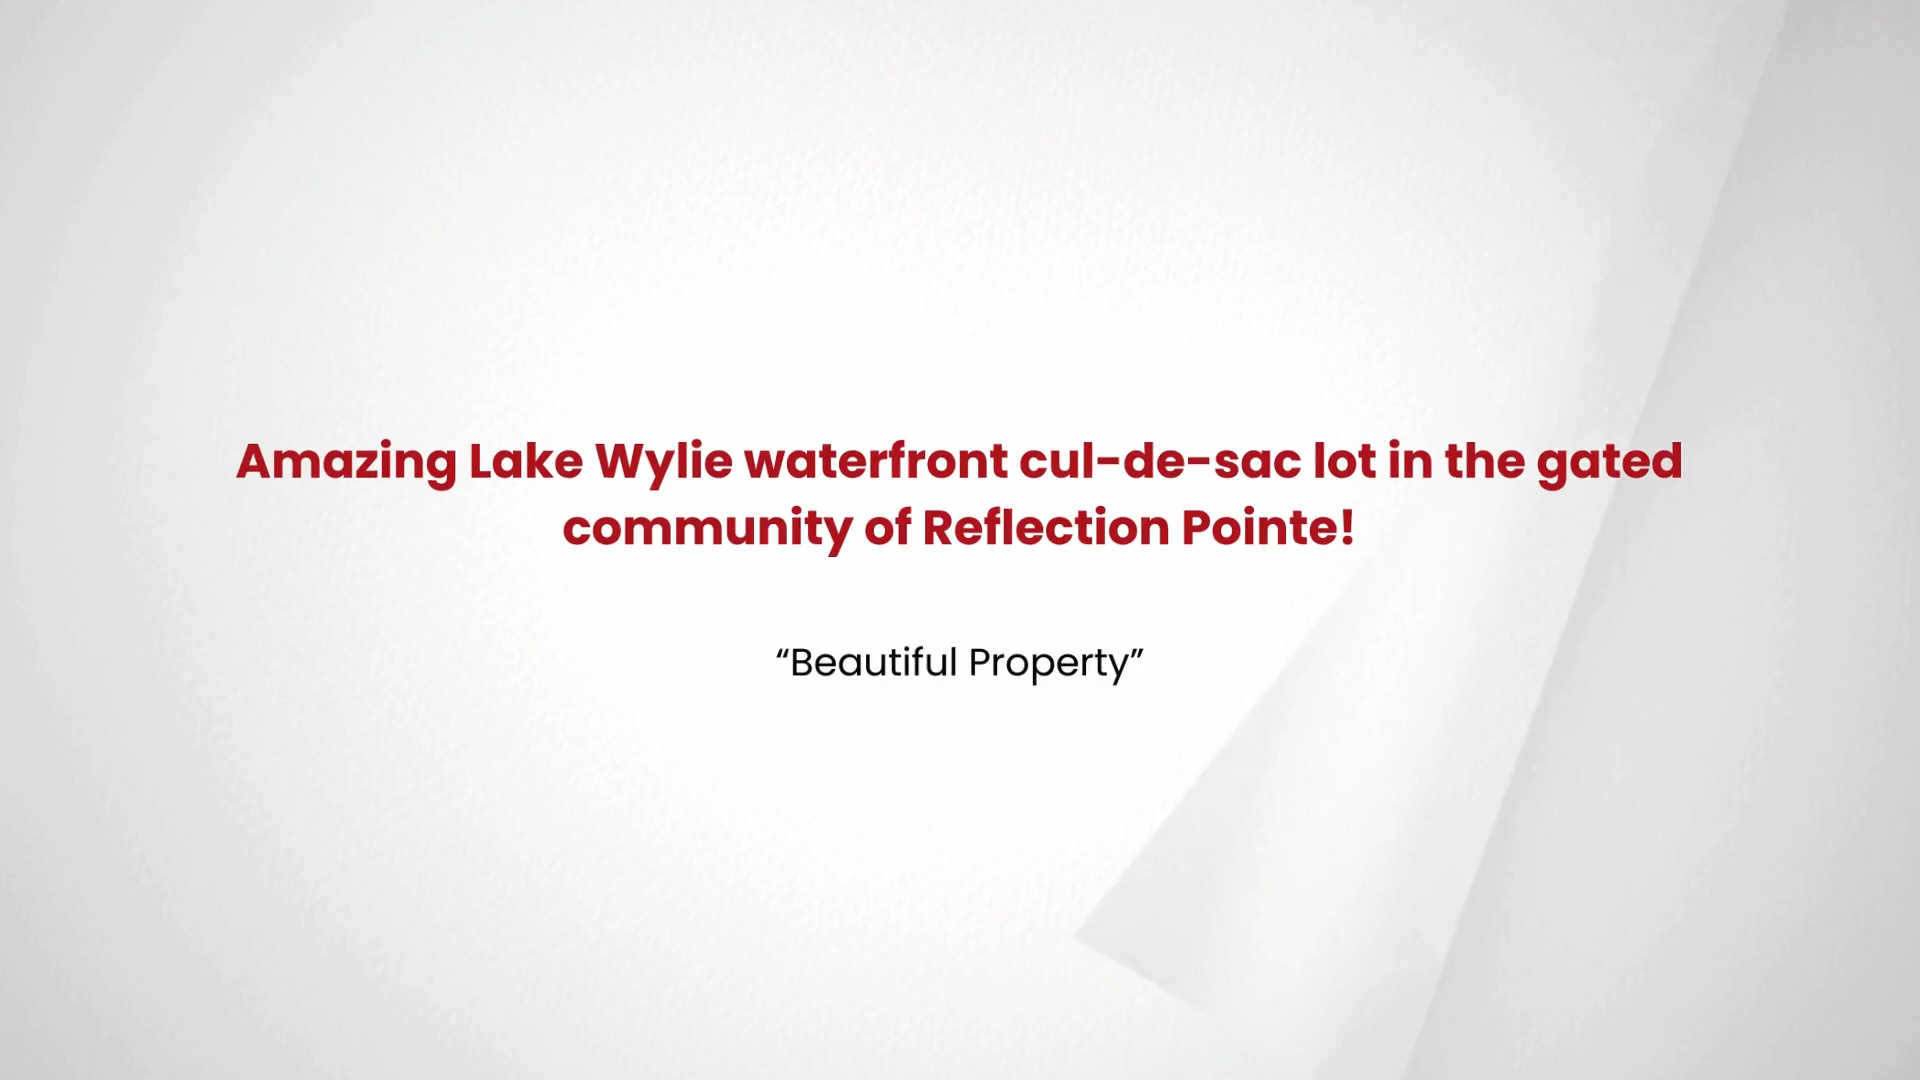 Amazing Lake Wylie waterfront cul-de-sac lot in the gated
community of Reflection Pointe!
“Beautiful Property”